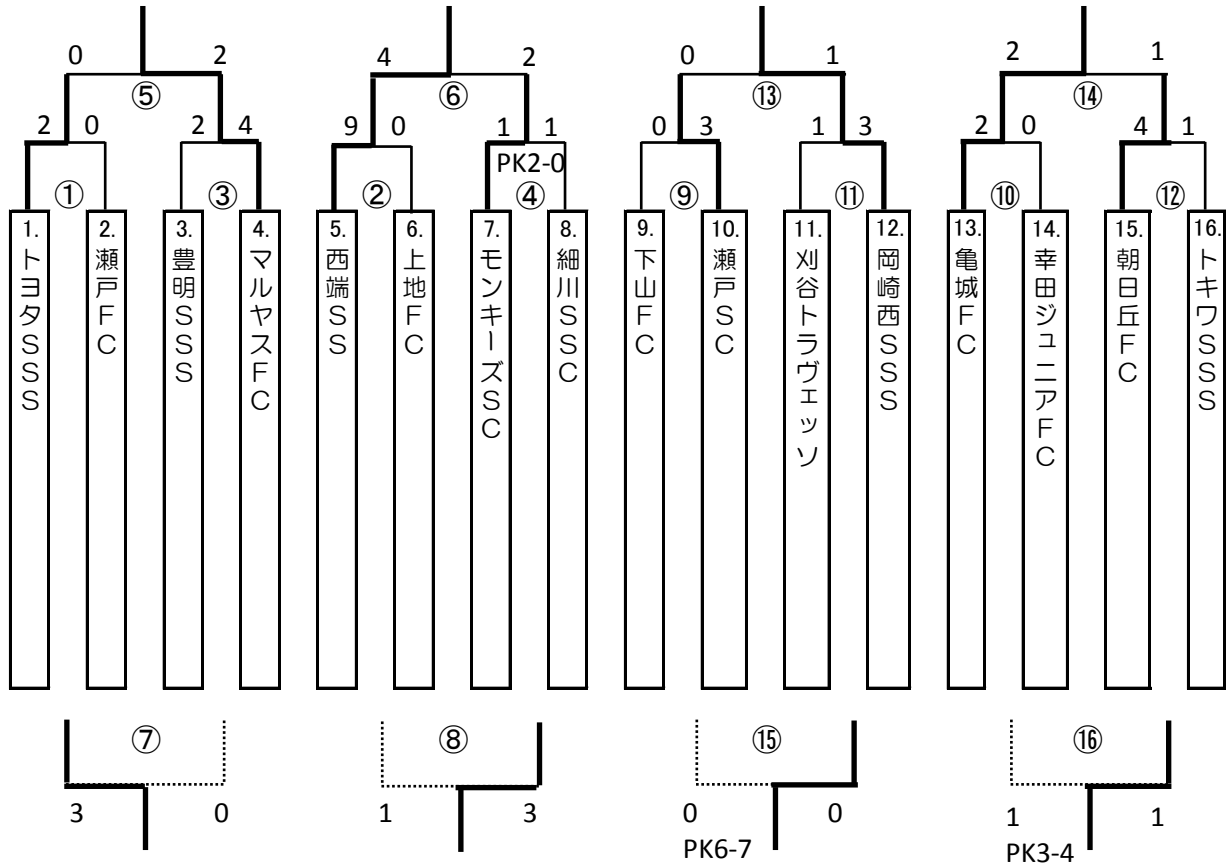 0 2 4 2 0 1 2 1
⑤ ⑥ ⑬ ⑭
2 0 2 4 9 0 1 1 0 3 1 3 2 0 4 1
PK2-0
① ③ ② ④ ⑨ ⑪ ⑩ ⑫
1.トヨタSSS
2.瀬戸FC
3.豊明SSS
4.マルヤスFC
5.西端SS
6.上地FC
7.モンキーズSC
8.細川SSC
9.下山FC
10.瀬戸SC
11.刈谷トラヴェッソ
12.岡崎西SSS
13.亀城FC
14.幸田ジュニアFC
15.朝日丘FC
16.トキワSSS
⑦ ⑧ ⑮ ⑯
3 0 1 3 0 0 1 1
PK6-7 PK3-4